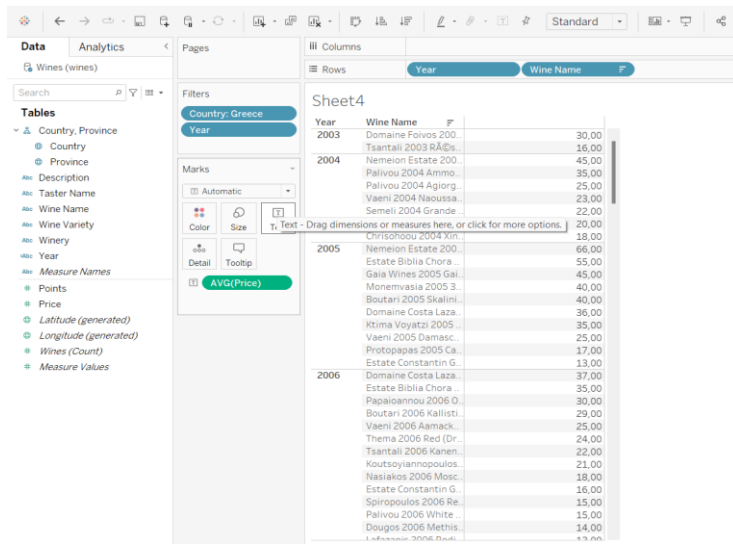 Standard
Data Analytics
Wines (wines)
Search
Tables
Country, Province
Country
Province
Abc Description
Abc Taster Name
Abc Wine Name
Abc Wine Variety
Abc Winery
Abc Year
Abc Measure Names
# Points
# Price
Latitude (generated)
Longitude (generated)
# Wines (Count)
# Measure Values
Pages
Filters
Country: Greece
Year
Marks
Automatic
Color Size
Detail Tooltip
AVG(Price)
Text - Drag dimensions or measures here, or click for more options.
Columns
Rows Year Wine Name
Sheet4
Year Wine Name
2003 Domaine Foivos 200.. 30,00
Tsantali 2003 RÃ©s.. 16,00
2004 Nemeion Estate 200.. 45,00
Palivou 2004 Ammo.. 35,00
Palivou 2004 Agiorg.. 25,00
Vaeni 2004 Naoussa.. 23,00
Semeli 2004 Grande .. 22,00
20,00
Chrisohoou 2004 Xin.. 18,00
2005 Nemeion Estate 200.. 66,00
Estate Biblia Chora .. 55,00
Gaia Wines 2005 Gai.. 45,00
Monemvasia 2005 3.. 40,00
Boutari 2005 Skalini.. 40,00
Domaine Costa Laza.. 36,00
Ktima Voyatzi 2005 .. 35,00
Vaeni 2005 Damasc.. 25,00
Protopapas 2005 Ca.. 17,00
Estate Constantin G.. 13,00
2006 Domaine Costa Laza.. 37,00
Estate Biblia Chora .. 35,00
Papaioannou 2006 O.. 30,00
Boutari 2006 Kallisti.. 29,00
Vaeni 2006 Aamack.. 25,00
Thema 2006 Red (Dr.. 24,00
Tsantali 2006 Kanen.. 22,00
Koutsoyiannopoulos.. 21,00
Nasiakos 2006 Mosc.. 18,00
Estate Constantin G.. 16,00
Spiropoulos 2006 Re.. 15,00
Palivou 2006 White .. 15,00
Dougos 2006 Methis.. 14,00